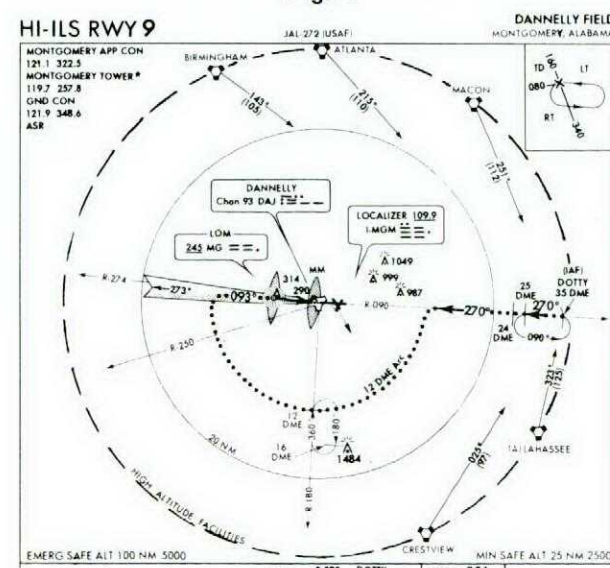 HI-ILS RWY 9
JAL-272 (USAF)
DANNELLY FIELD
MONTGOMERY, ALABAMA
MONTGOMERY APP CON
121.1 322.5
MONTGOMERY TOWER*
119.7 257.8
GND CON
121.9 348.6
ASR
BIRMINGHAM
ATLANTA
MACON
143°
(105)
215°
(110)
251°
(112)
TD
160
LT
080
RT
340
DANNELLY
Chan 93 DAJ
LOM
245 MG
LOCALIZER 109.9
I-MGM
314
MM
290
1049
999
987
(IAF)
DOTTY
35 DME
R-274
273°
093°
R-090
270°
25
DME
270°
24
DME
090°
R-250
12 DME Arc
12
DME
360
180
323
(125)
20 NM
16
DME
1484
R-180
025°
(97)
TALLAHASSEE
HIGH ALTITUDE FACILITIES
CRESTVIEW
EMERG SAFE ALT 100 NM 5000
MIN SAFE ALT 25 NM 2500